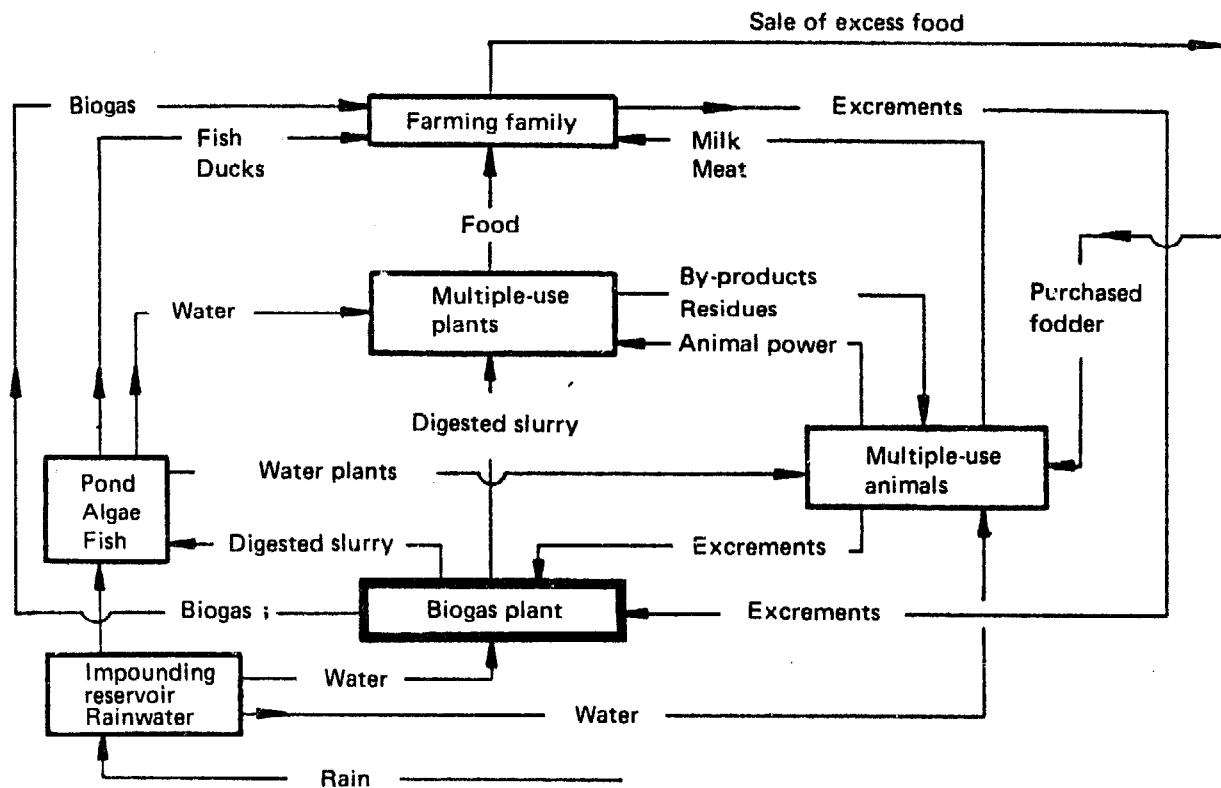 Sale of excess food
Biogas
Farming family
Excrements
Fish
Ducks
Milk
Meat
Food
Multiple-use
plants
By-products
Residues
Purchased
fodder
Water
Animal power
Digested slurry
Pond
Algae
Fish
Water plants
Multiple-use
animals
Digested slurry
Excrements
Biogas ;
Biogas plant
Excrements
Impounding
reservoir
Rainwater
Water
Water
Rain